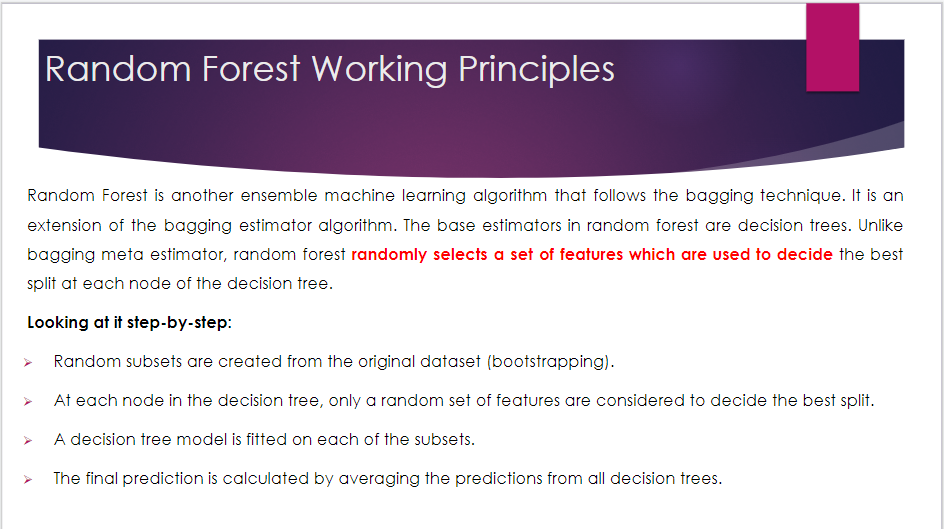 Random Forest Working Principles
Random Forest is another ensemble machine learning algorithm that follows the bagging technique. It is an
extension of the bagging estimator algorithm. The base estimators in random forest are decision trees. Unlike
bagging meta estimator, random forest randomly selects a set of features which are used to decide the best
split at each node of the decision tree.
Looking at it step-by-step:
Random subsets are created from the original dataset (bootstrapping).
At each node in the decision tree, only a random set of features are considered to decide the best split.
A decision tree model is fitted on each of the subsets.
The final prediction is calculated by averaging the predictions from all decision trees.